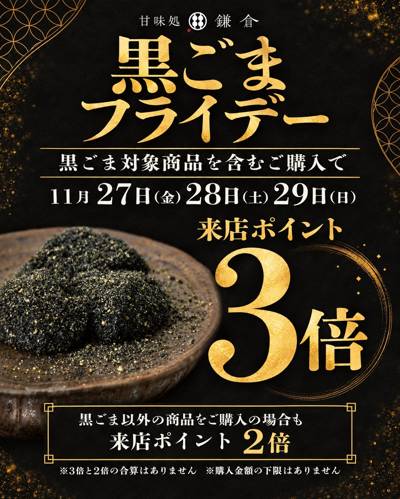 甘味処 鎌倉
黒ごま
フライデー
黒ごま対象商品を含むご購入で
11月27日(金)28日(土)29日(日)
来店ポイント
3倍
黒ごま以外の商品をご購入の場合も
来店ポイント 2倍
※3倍と2倍の合算はありません ※購入金額の下限はありません